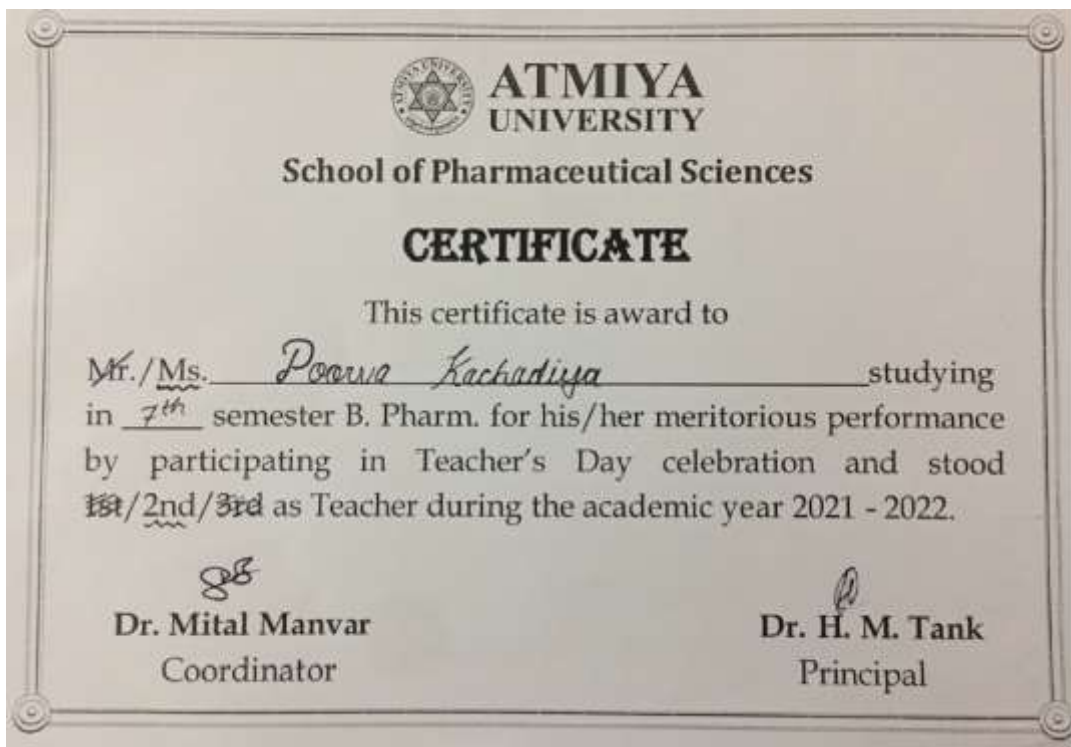 ATMIYA
UNIVERSITY
School of Pharmaceutical Sciences
CERTIFICATE
This certificate is award to
Mr./Ms. Poorva Kachadiya studying
in 7th semester B. Pharm. for his/her meritorious performance
by participating in Teacher's Day celebration and stood
1st/2nd/3rd as Teacher during the academic year 2021 - 2022.
Dr. Mital Manvar
Dr. H. M. Tank
Coordinator
Principal